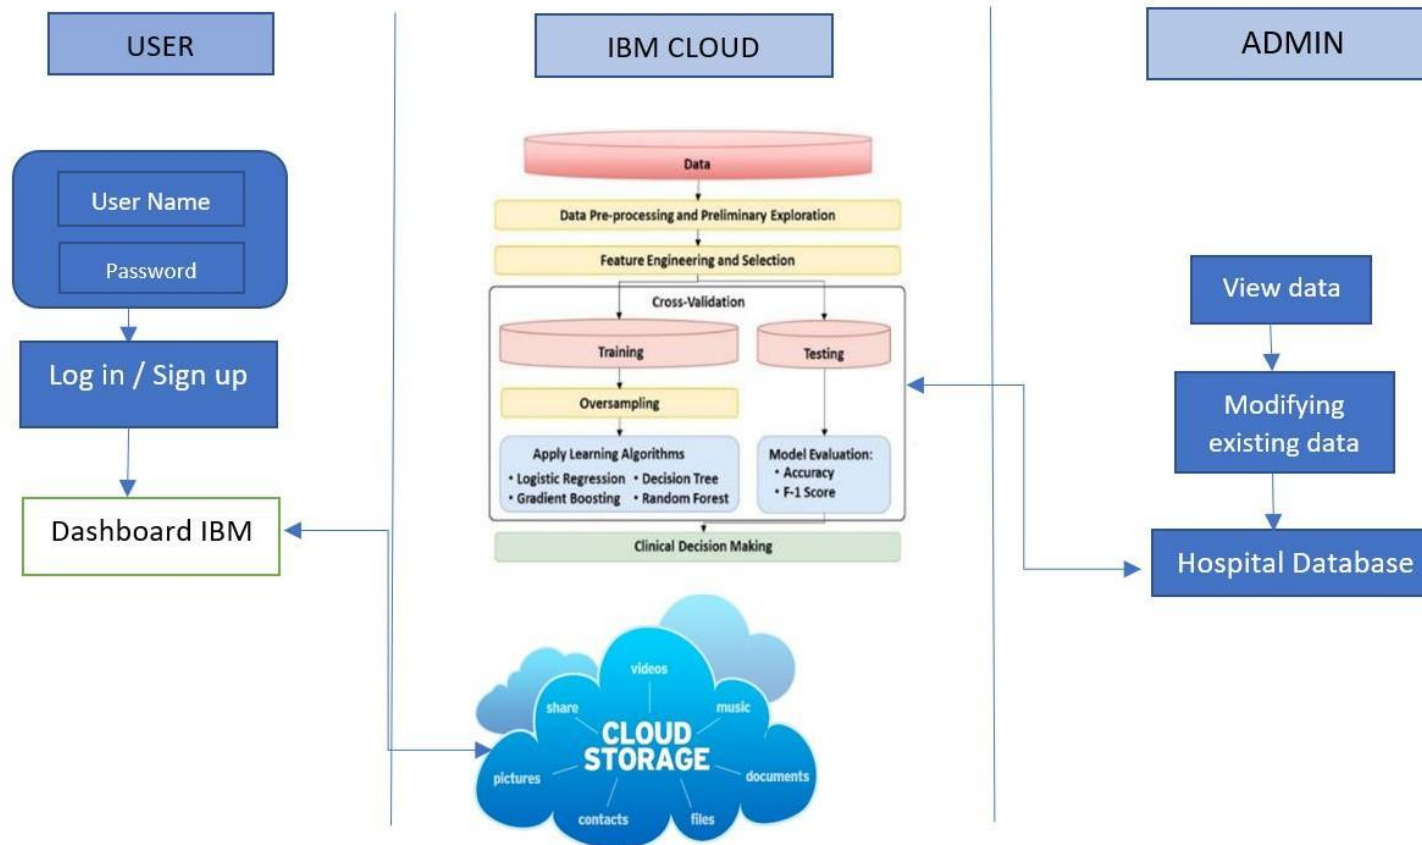 USER
IBM CLOUD
ADMIN
User Name
Password
Log in / Sign up
Dashboard IBM
Data
Data Pre-processing and Preliminary Exploration
Feature Engineering and Selection
Cross-Validation
Training
Testing
Oversampling
Apply Learning Algorithms
• Logistic Regression • Decision Tree
• Gradient Boosting • Random Forest
Model Evaluation:
• Accuracy
• F-1 Score
Clinical Decision Making
videos
share
music
CLOUD
STORAGE
pictures
documents
contacts
files
View data
Modifying
existing data
Hospital Database